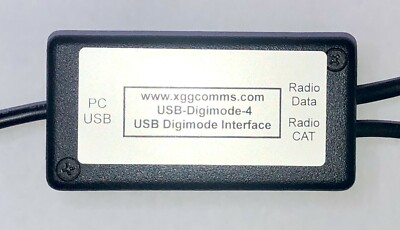 PC
USB
www.xggcomms.com
USB-Digimode-4
USB Digimode Interface
Radio
Data
Radio
CAT